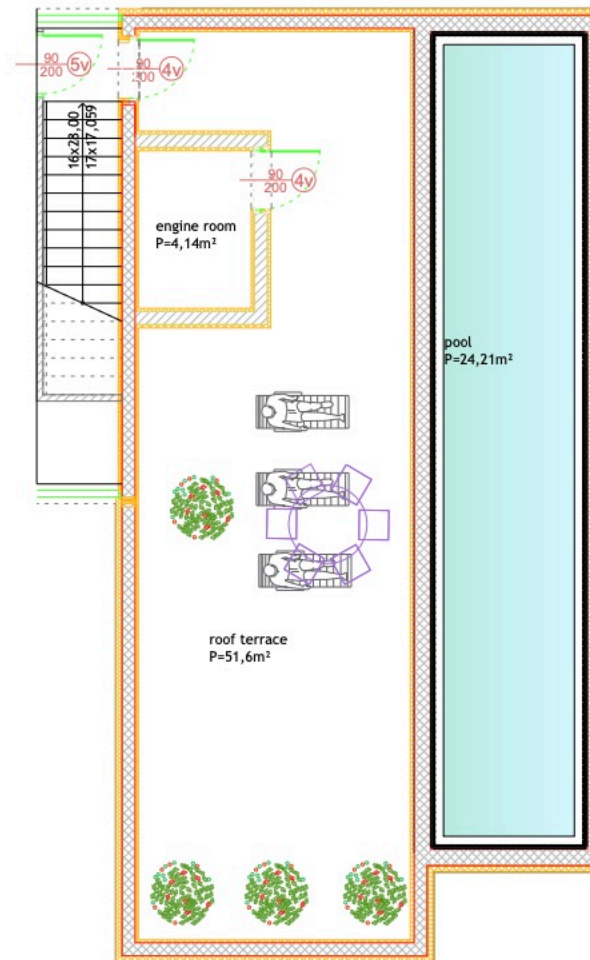 90
200
5v
90
200
4v
16x28,00
17x17,059
90
200
4v
engine room
P=4,14m²
pool
P=24,21m²
roof terrace
P=51,6m²